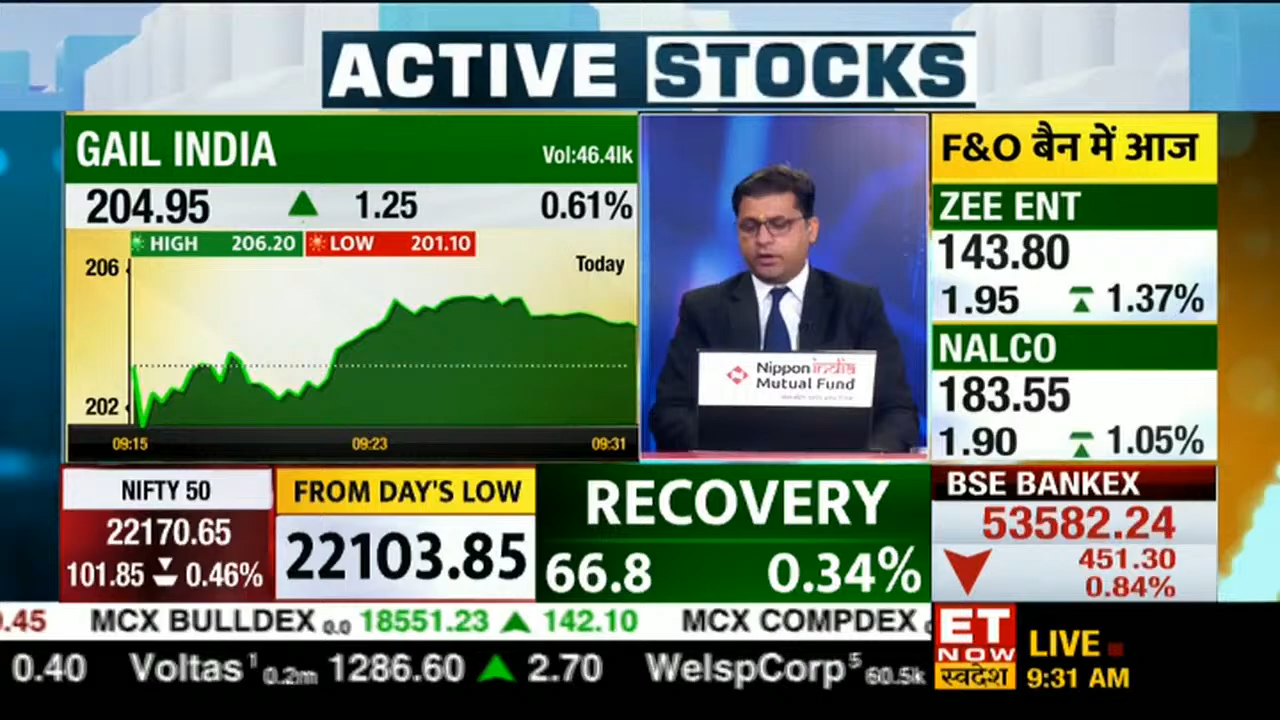 ACTIVE STOCKS
GAIL INDIA
Vol:46.4lk
204.95 ▲ 1.25 0.61%
HIGH 206.20 LOW 201.10
Today
206
202
09:15 09:23 09:31
Nippon india
Mutual Fund
F&O बैन में आज
ZEE ENT
143.80
1.95 1.37%
NALCO
183.55
1.90 1.05%
NIFTY 50
22170.65
101.85 0.46%
FROM DAY'S LOW
22103.85
RECOVERY
66.8 0.34%
BSE BANKEX
53582.24
451.30
0.84%
.45 MCX BULLDEX 0.0 18551.23 ▲ 142.10 MCX COMPDEX
0.40 Voltas 1 0.2m 1286.60 ▲ 2.70 WelspCorp 5 60.5k
ET
NOW
स्वदेश
LIVE
9:31 AM